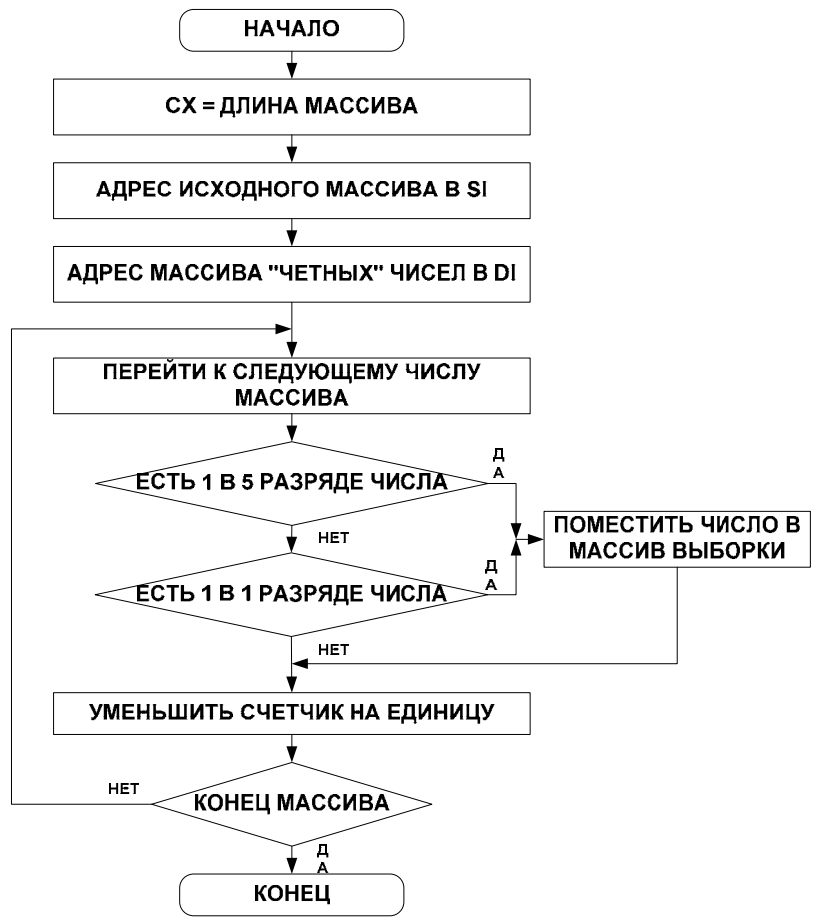 НАЧАЛО
CX = ДЛИНА МАССИВА
АДРЕС ИСХОДНОГО МАССИВА В SI
АДРЕС МАССИВА "ЧЕТНЫХ" ЧИСЕЛ В DI
ПЕРЕЙТИ К СЛЕДУЮЩЕМУ ЧИСЛУ
МАССИВА
ЕСТЬ 1 В 5 РАЗРЯДЕ ЧИСЛА
Д
А
НЕТ
ПОМЕСТИТЬ ЧИСЛО В
МАССИВ ВЫБОРКИ
ЕСТЬ 1 В 1 РАЗРЯДЕ ЧИСЛА
Д
А
НЕТ
УМЕНЬШИТЬ СЧЕТЧИК НА ЕДИНИЦУ
НЕТ
КОНЕЦ МАССИВА
Д
А
КОНЕЦ